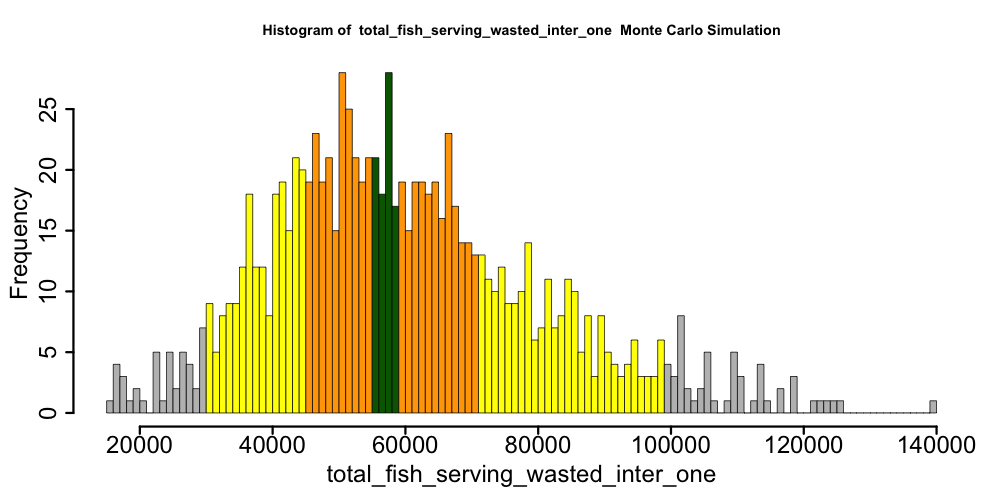 Histogram of total_fish_serving_wasted_inter_one Monte Carlo Simulation
Frequency
25
20
15
10
5
0
20000 40000 60000 80000 100000 120000 140000
total_fish_serving_wasted_inter_one